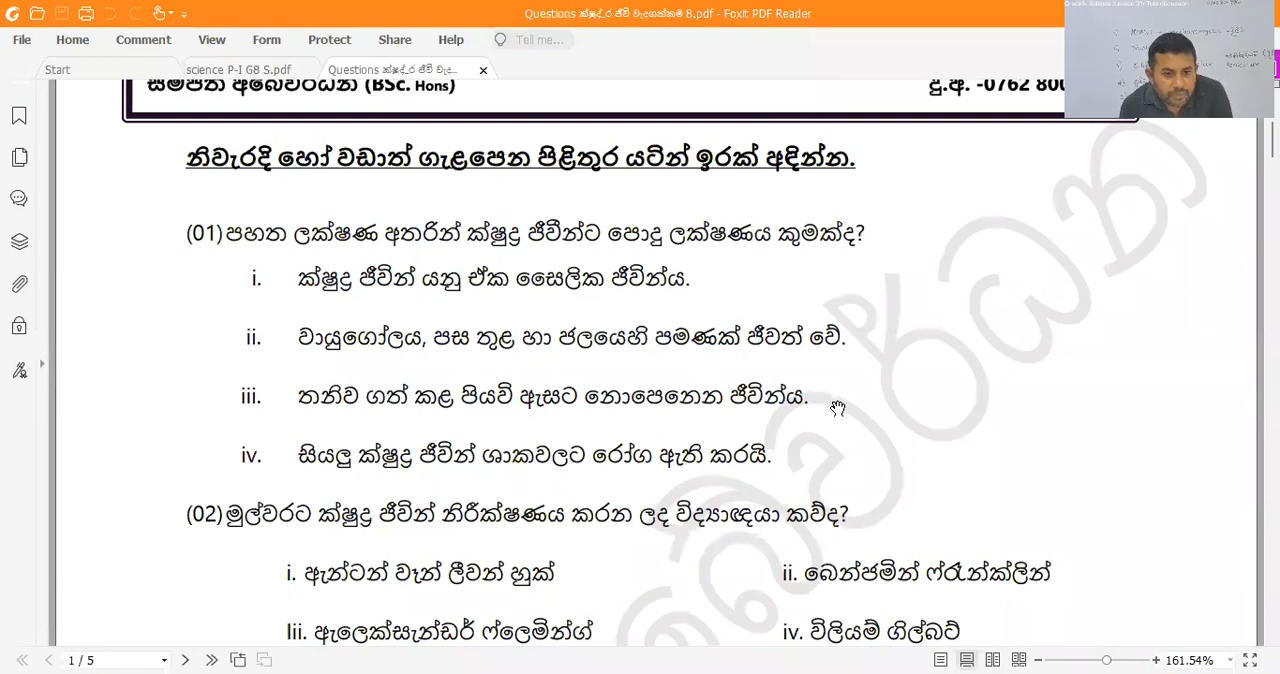 Questions ක්ෂුද්‍ර ජීවි වැදගත්කම 8.pdf - Foxit PDF Reader
File Home Comment View Form Protect Share Help Tell me...
Start science P-I G8 S.pdf Questions ක්ෂුද්‍ර ජීවි වැද...
සම්පත් අබේවර්ධන (BSc. Hons) දු.අ. -0762 800
නිවැරදි හෝ වඩාත් ගැළපෙන පිළිතුර යටින් ඉරක් අඳින්න.
(01) පහත ලක්ෂණ අතරින් ක්ෂුද්‍ර ජීවීන්ට පොදු ලක්ෂණය කුමක්ද?
i. ක්ෂුද්‍ර ජීවීන් යනු ඒක සෛලික ජීවින්ය.
ii. වායුගෝලය, පස තුළ හා ජලයෙහි පමණක් ජීවත් වේ.
iii. තනිව ගත් කළ පියවි ඇසට නොපෙනෙන ජීවින්ය.
iv. සියලු ක්ෂුද්‍ර ජීවින් ශාකවලට රෝග ඇති කරයි.
(02) මුල්වරට ක්ෂුද්‍ර ජීවින් නිරීක්ෂණය කරන ලද විද්‍යාඥයා කව්ද?
i. ඇන්ටන් වෑන් ලීවන් හුක් ii. බෙන්ජමින් ෆ්රෑන්ක්ලින්
Iii. ඇලෙක්සැන්ඩර් ෆ්ලෙමින්ග් iv. විලියම් ගිල්බට්
1 / 5 161.54%